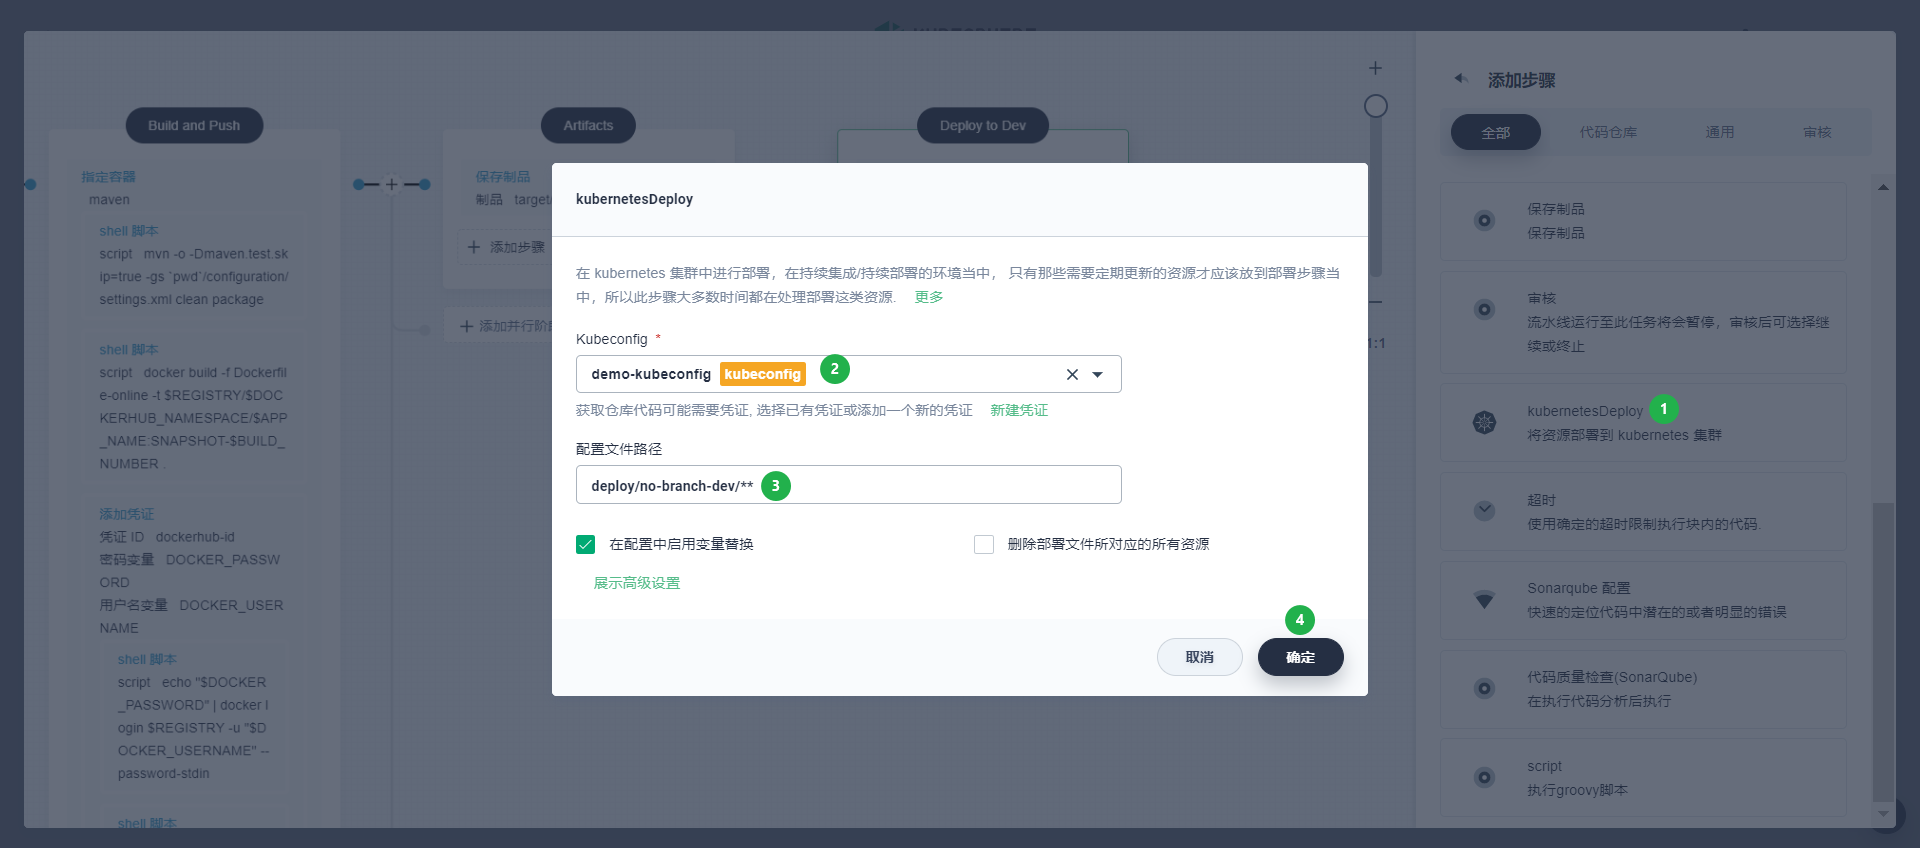 Build and Push
指定容器
maven
shell 脚本
script mvn -o -Dmaven.test.sk
ip=true -gs `pwd`/configuration/
settings.xml clean package
shell 脚本
script docker build -f Dockerfil
e-online -t $REGISTRY/$DOC
KERHUB_NAMESPACE/$APP
_NAME:SNAPSHOT-$BUILD_
NUMBER .
添加凭证
凭证 ID dockerhub-id
密码变量 DOCKER_PASSW
ORD
用户名变量 DOCKER_USER
NAME
shell 脚本
script echo "$DOCKER
_PASSWORD" | docker l
ogin $REGISTRY -u "$D
OCKER_USERNAME" --
password-stdin
shell 脚本
Artifacts
保存制品
制品 target/
添加步骤
添加并行阶
Deploy to Dev
1:1
kubernetesDeploy
在 kubernetes 集群中进行部署，在持续集成/持续部署的环境当中， 只有那些需要定期更新的资源才应该放到部署步骤当
中，所以此步骤大多数时间都在处理部署这类资源. 更多
Kubeconfig *
demo-kubeconfig kubeconfig 2
获取仓库代码可能需要凭证, 选择已有凭证或添加一个新的凭证 新建凭证
配置文件路径
deploy/no-branch-dev/** 3
在配置中启用变量替换 删除部署文件所对应的所有资源
展示高级设置
4
取消 确定
添加步骤
全部 代码仓库 通用 审核
保存制品
保存制品
审核
流水线运行至此任务将会暂停，审核后可选择继
续或终止
kubernetesDeploy 1
将资源部署到 kubernetes 集群
超时
使用确定的超时限制执行块内的代码.
Sonarqube 配置
快速的定位代码中潜在的或者明显的错误
代码质量检查(SonarQube)
在执行代码分析后执行
script
执行groovy脚本